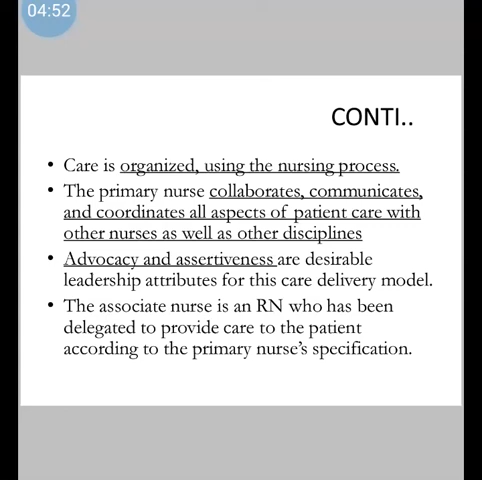 04:52
CONTI..
• Care is organized, using the nursing process.
• The primary nurse collaborates, communicates,
and coordinates all aspects of patient care with
other nurses as well as other disciplines
• Advocacy and assertiveness are desirable
leadership attributes for this care delivery model.
• The associate nurse is an RN who has been
delegated to provide care to the patient
according to the primary nurse’s specification.